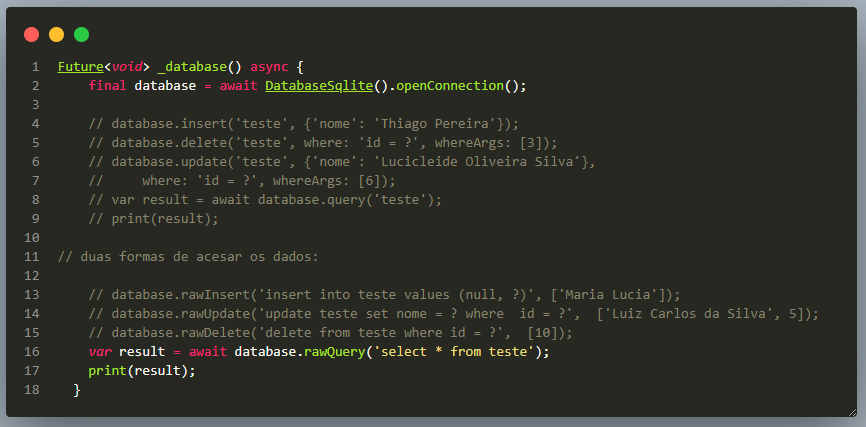 1 Future<void> _database() async {
2 final database = await DatabaseSqlite().openConnection();
3
4 // database.insert('teste', {'nome': 'Thiago Pereira'});
5 // database.delete('teste', where: 'id = ?', whereArgs: [3]);
6 // database.update('teste', {'nome': 'Lucicleide Oliveira Silva'},
7 //     where: 'id = ?', whereArgs: [6]);
8 // var result = await database.query('teste');
9 // print(result);
10
11 // duas formas de acesar os dados:
12
13 // database.rawInsert('insert into teste values (null, ?)', ['Maria Lucia']);
14 // database.rawUpdate('update teste set nome = ? where  id = ?',  ['Luiz Carlos da Silva', 5]);
15 // database.rawDelete('delete from teste where id = ?',  [10]);
16 var result = await database.rawQuery('select * from teste');
17 print(result);
18 }